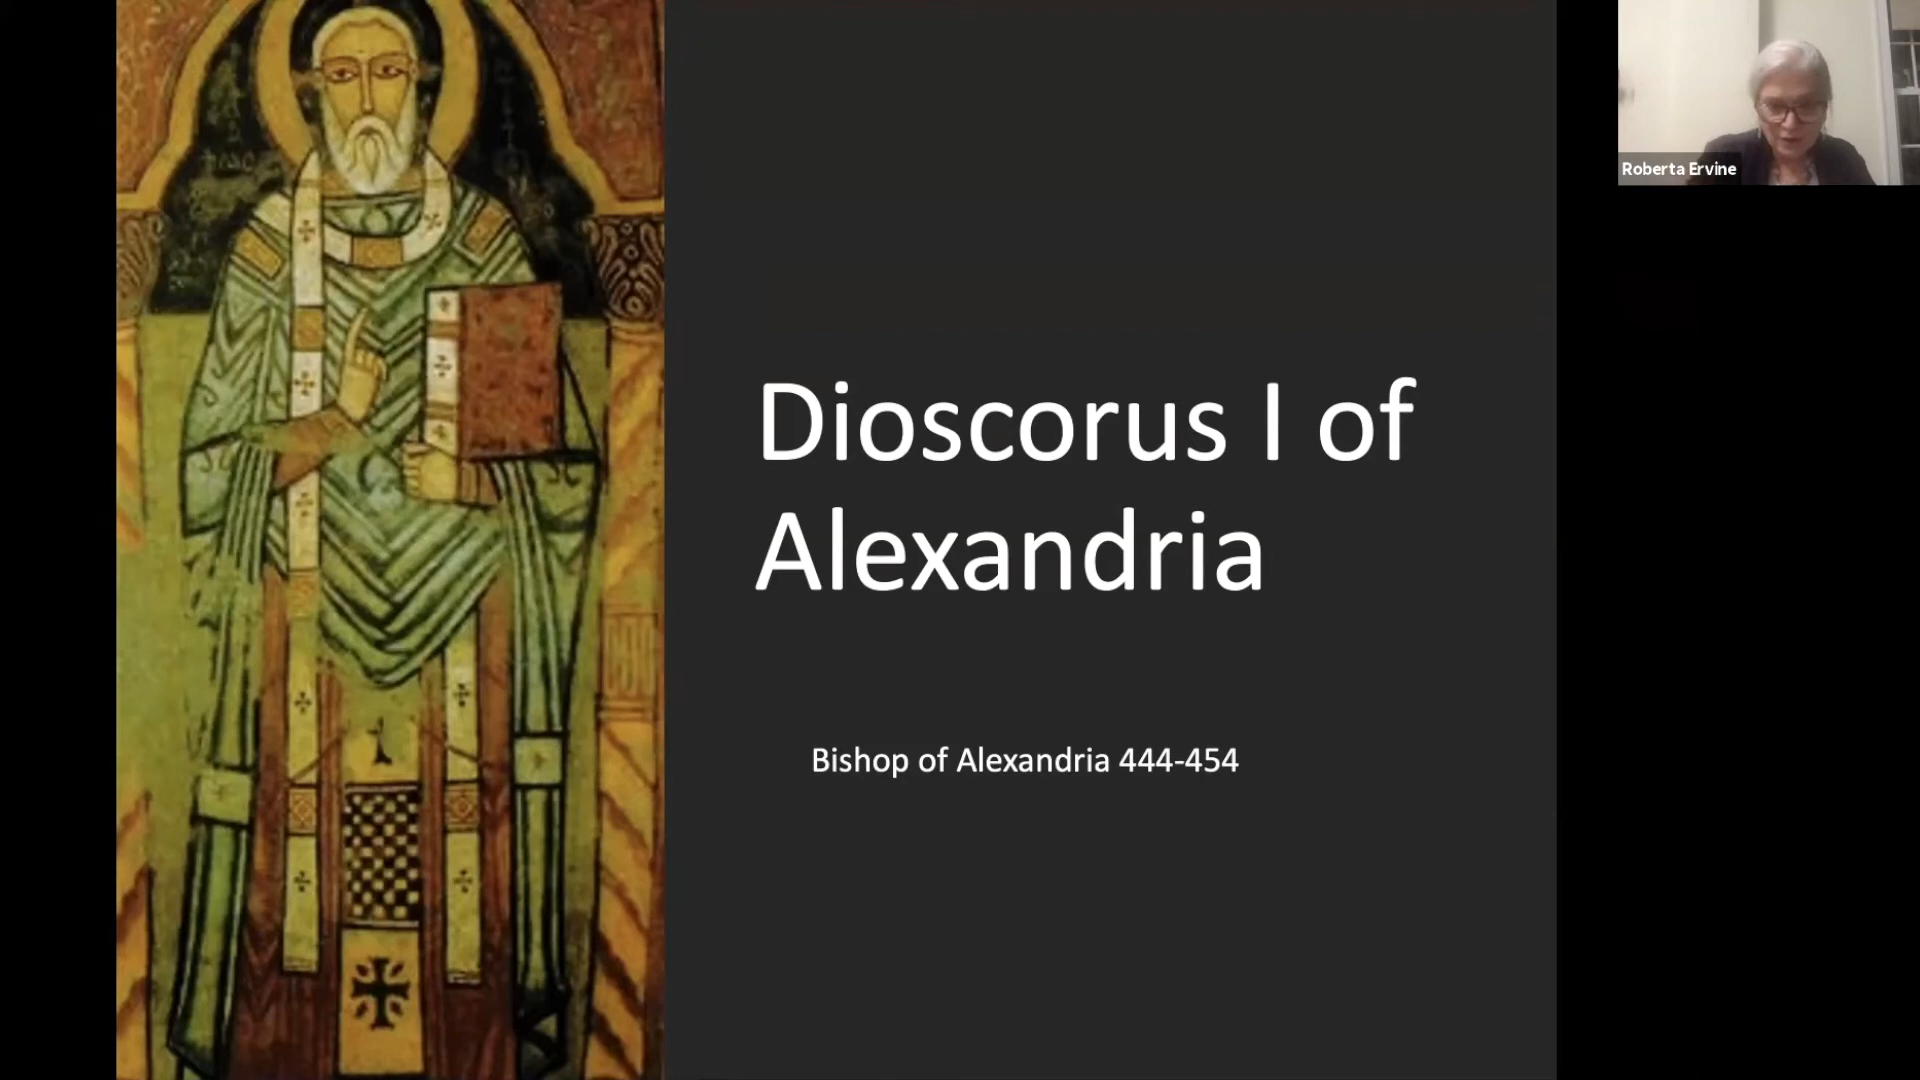 Dioscorus I of
Alexandria
Bishop of Alexandria 444-454
Roberta Ervine